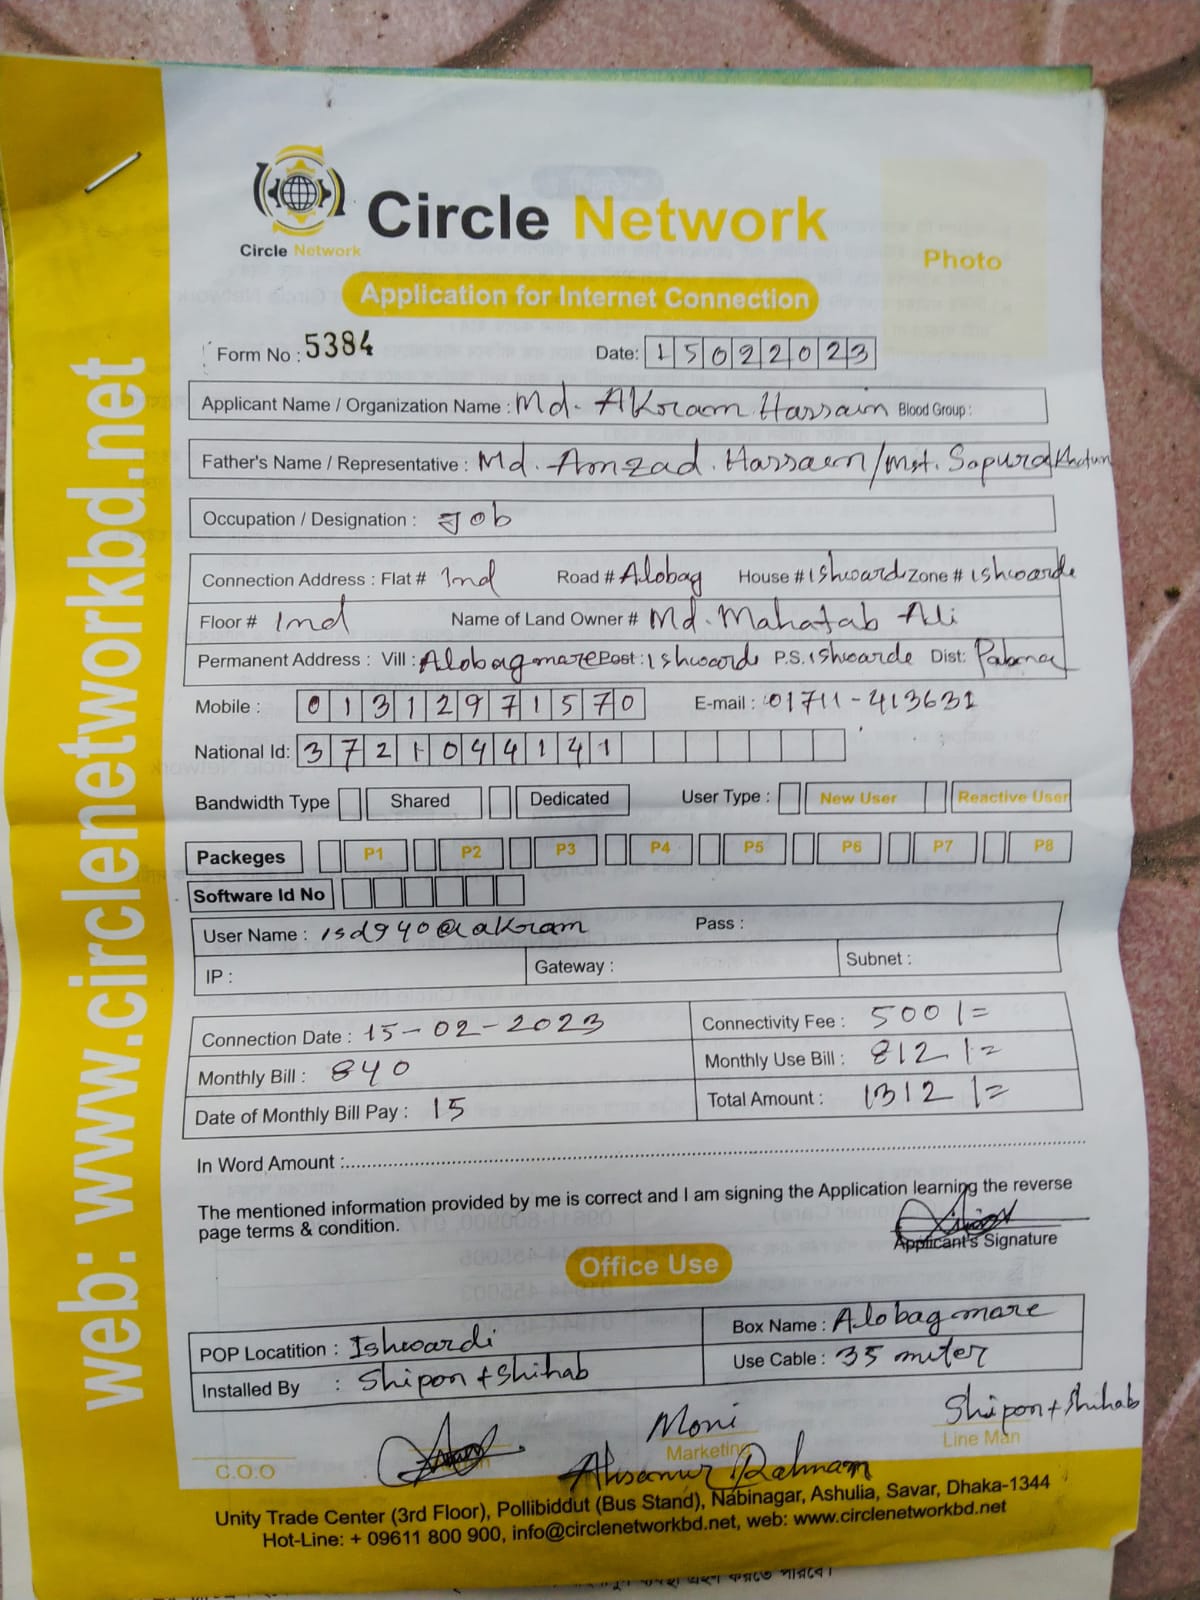 Circle Network
Circle Network
Photo
Application for Internet Connection
Form No : 5384
Date: 15022023
Applicant Name / Organization Name : Md. AKram Hassain Blood Group :
Father's Name / Representative : Md. Amzad. Hassaen/Mst. Sapura Khatun
Occupation / Designation : Job
Connection Address : Flat # 1nd Road # Alobag House # Ishwarde Zone # ishwarde
Floor # 1nd Name of Land Owner # Md. Mahatab Ali
Permanent Address : Vill : Alobagmare Post : Ishwarde P.S. Ishwarde Dist: Pabna
Mobile : 01312971570 E-mail : 01711-413631
National Id: 3721044141
Bandwidth Type Shared Dedicated User Type : New User Reactive User
Packeges P1 P2 P3 P4 P5 P6 P7 P8
Software Id No
User Name : isd940@akram Pass :
IP : Gateway : Subnet :
Connection Date : 15-02-2023 Connectivity Fee : 500/=
Monthly Bill : 840 Monthly Use Bill : 812/=
Date of Monthly Bill Pay : 15 Total Amount : 1312/=
In Word Amount :
The mentioned information provided by me is correct and I am signing the Application learning the reverse
page terms & condition.
Applicant's Signature
Office Use
POP Locatition : Ishwardi Box Name : Alobagmare
Installed By : Shipon + Shihab Use Cable : 35 miter
Moni Shipon + Shihab
C.O.O Marketing Line Man
Ahsanur Rahman
Unity Trade Center (3rd Floor), Pollibiddut (Bus Stand), Nabinagar, Ashulia, Savar, Dhaka-1344
Hot-Line: + 09611 800 900, info@circlenetworkbd.net, web: www.circlenetworkbd.net
web: www.circlenetworkbd.net